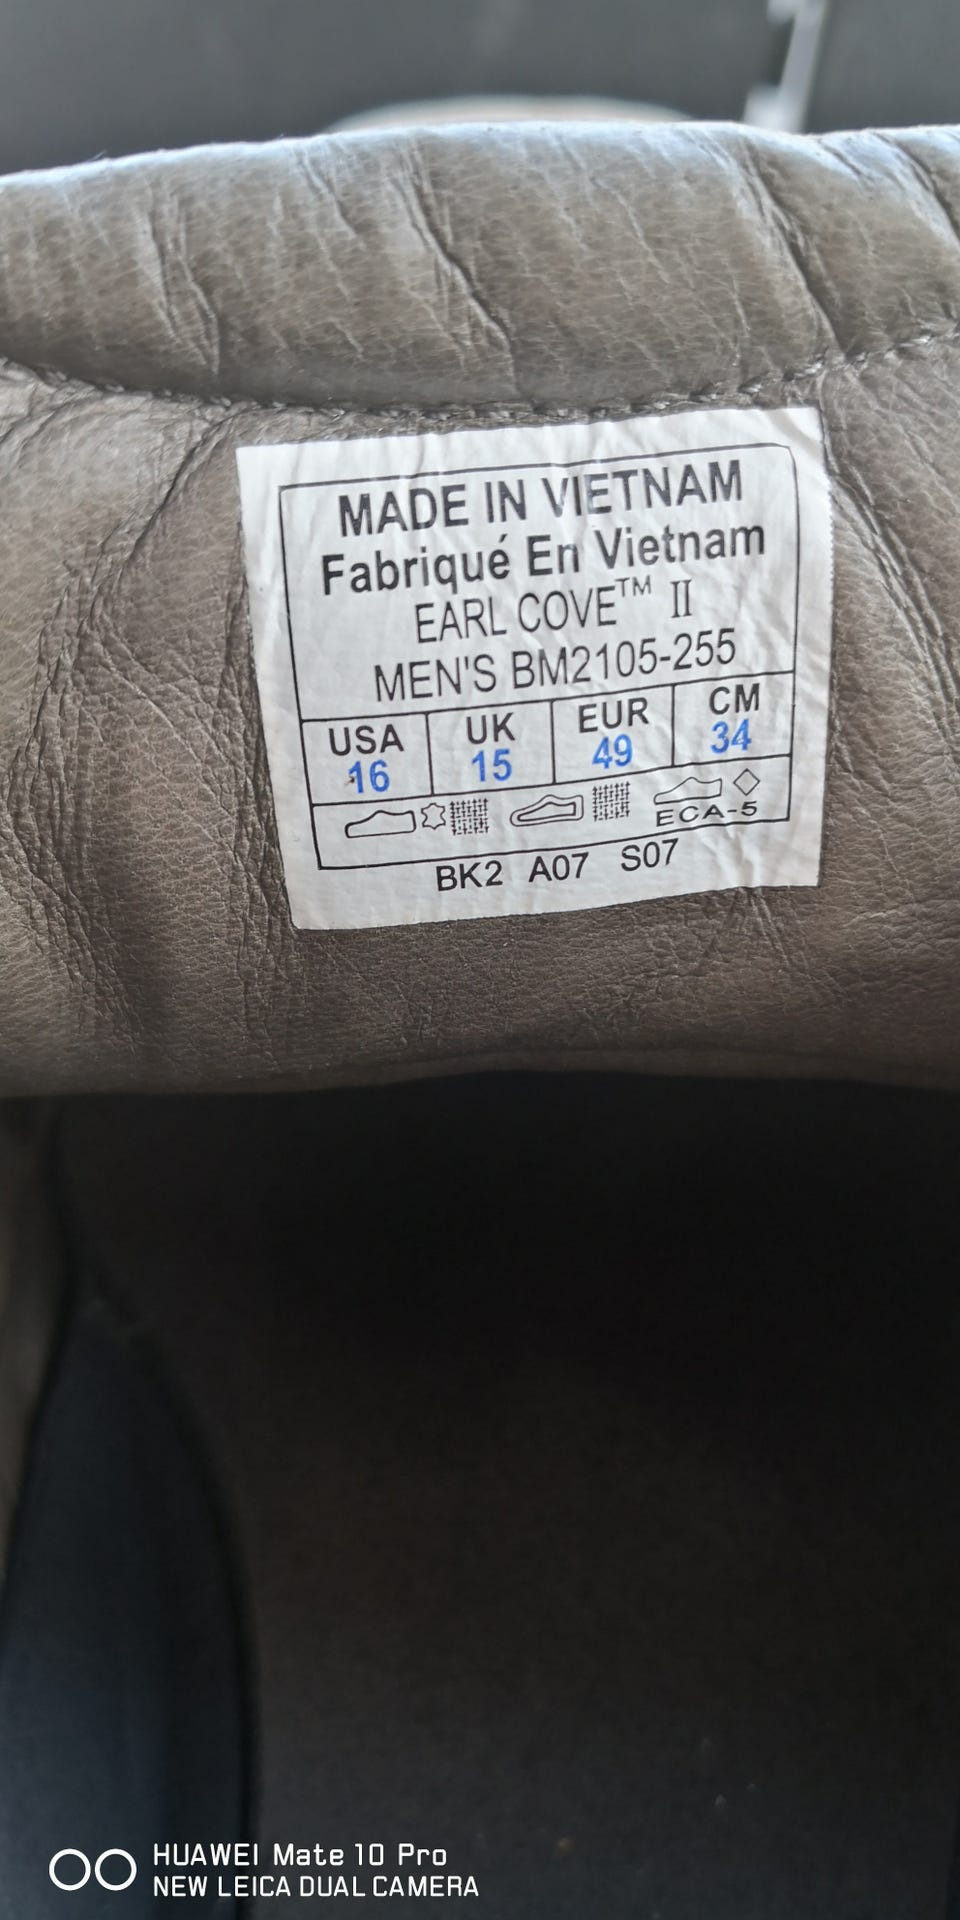 MADE IN VIETNAM
Fabriqué En Vietnam
EARL COVE™ II
MEN'S BM2105-255
USA UK EUR CM
16 15 49 34
ECA-5
BK2 A07 S07
HUAWEI Mate 10 Pro
NEW LEICA DUAL CAMERA